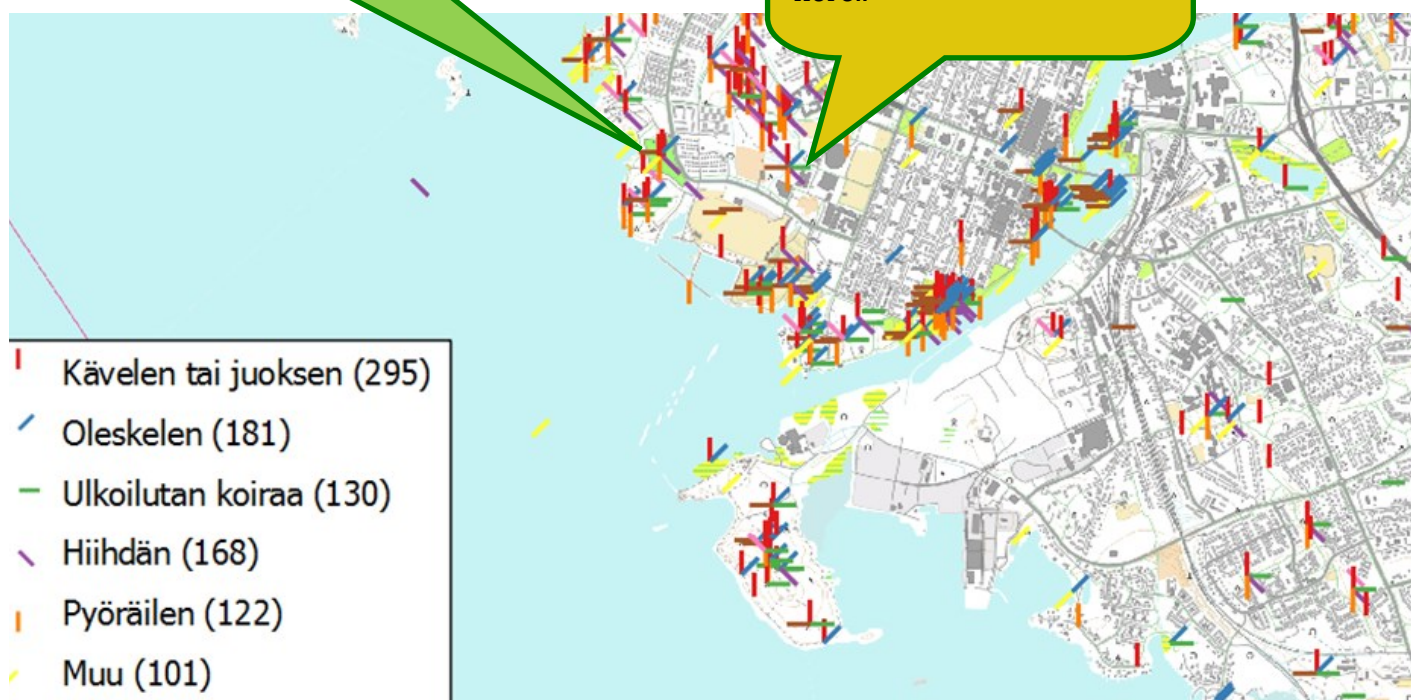 Kävelen tai juoksen (295)
Oleskelen (181)
Ulkoilutan koiraa (130)
Hiihdän (168)
Pyöräilen (122)
Muu (101)